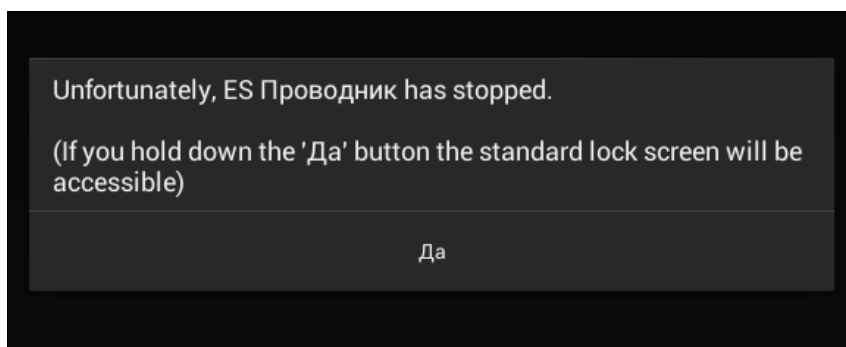 Unfortunately, ES Проводник has stopped.
(If you hold down the 'Да' button the standard lock screen will be
accessible)
Да